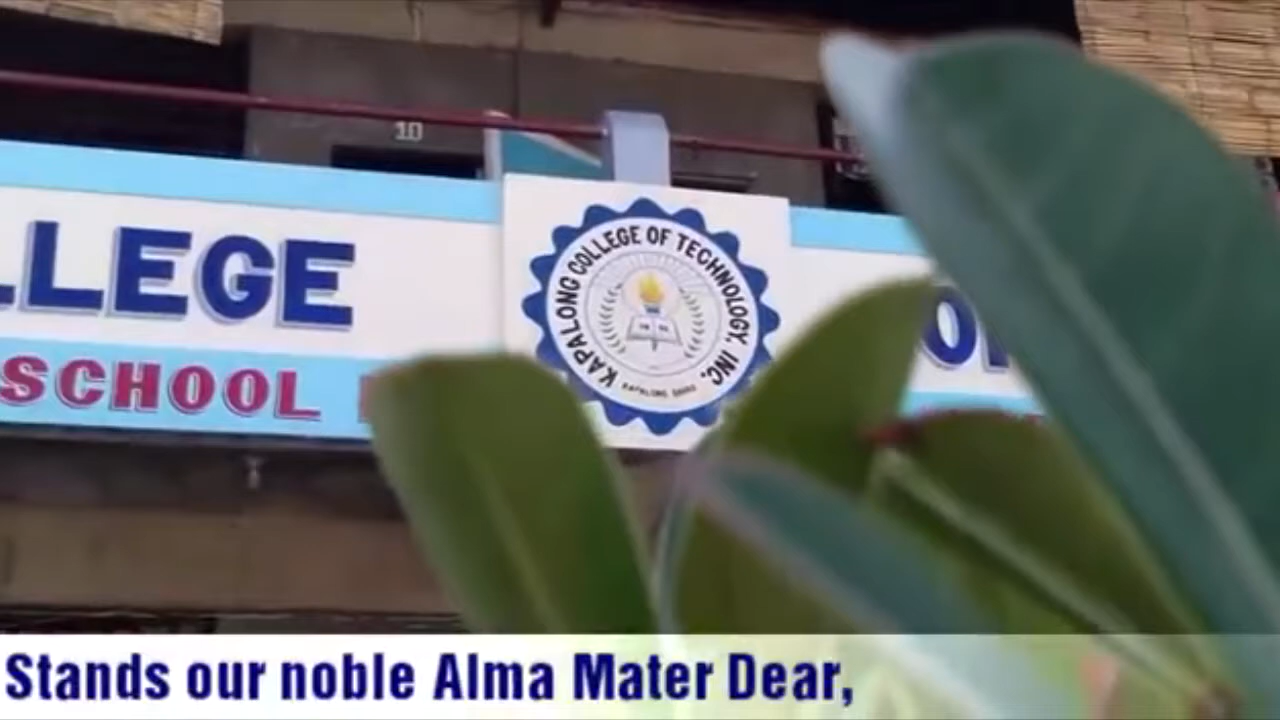 10
LLEGE
KAPALONG COLLEGE OF TECHNOLOGY, INC.
SCHOOL
Stands our noble Alma Mater Dear,